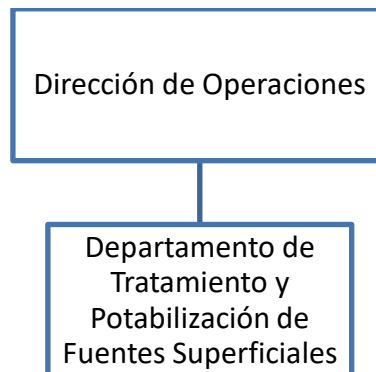 Dirección de Operaciones
Departamento de
Tratamiento y
Potabilización de
Fuentes Superficiales